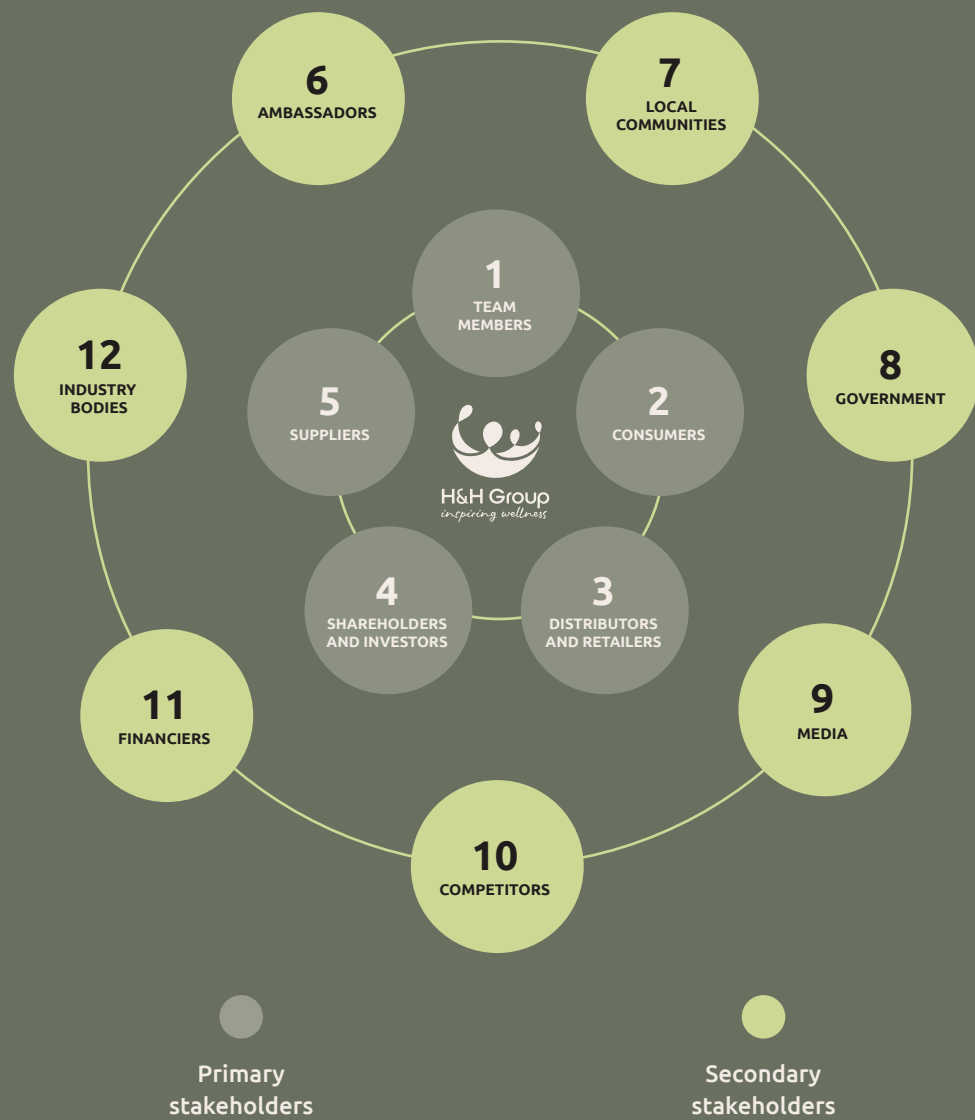 6
AMBASSADORS
7
LOCAL
COMMUNITIES
1
TEAM
MEMBERS
12
INDUSTRY
BODIES
5
SUPPLIERS
2
CONSUMERS
8
GOVERNMENT
H&H Group
inspiring wellness
4
SHAREHOLDERS
AND INVESTORS
3
DISTRIBUTORS
AND RETAILERS
11
FINANCIERS
9
MEDIA
10
COMPETITORS
Primary
stakeholders
Secondary
stakeholders